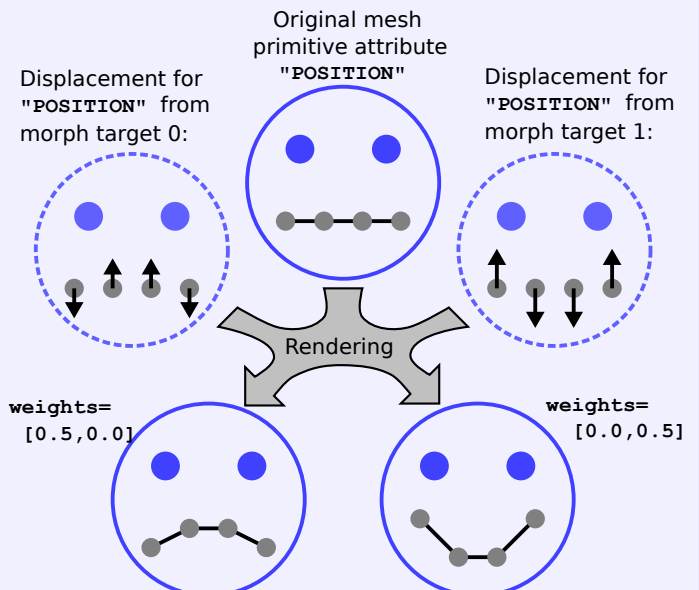 Original mesh
primitive attribute
"POSITION"
Displacement for
"POSITION" from
morph target 0:
Displacement for
"POSITION" from
morph target 1:
Rendering
weights=
[0.5,0.0]
weights=
[0.0,0.5]